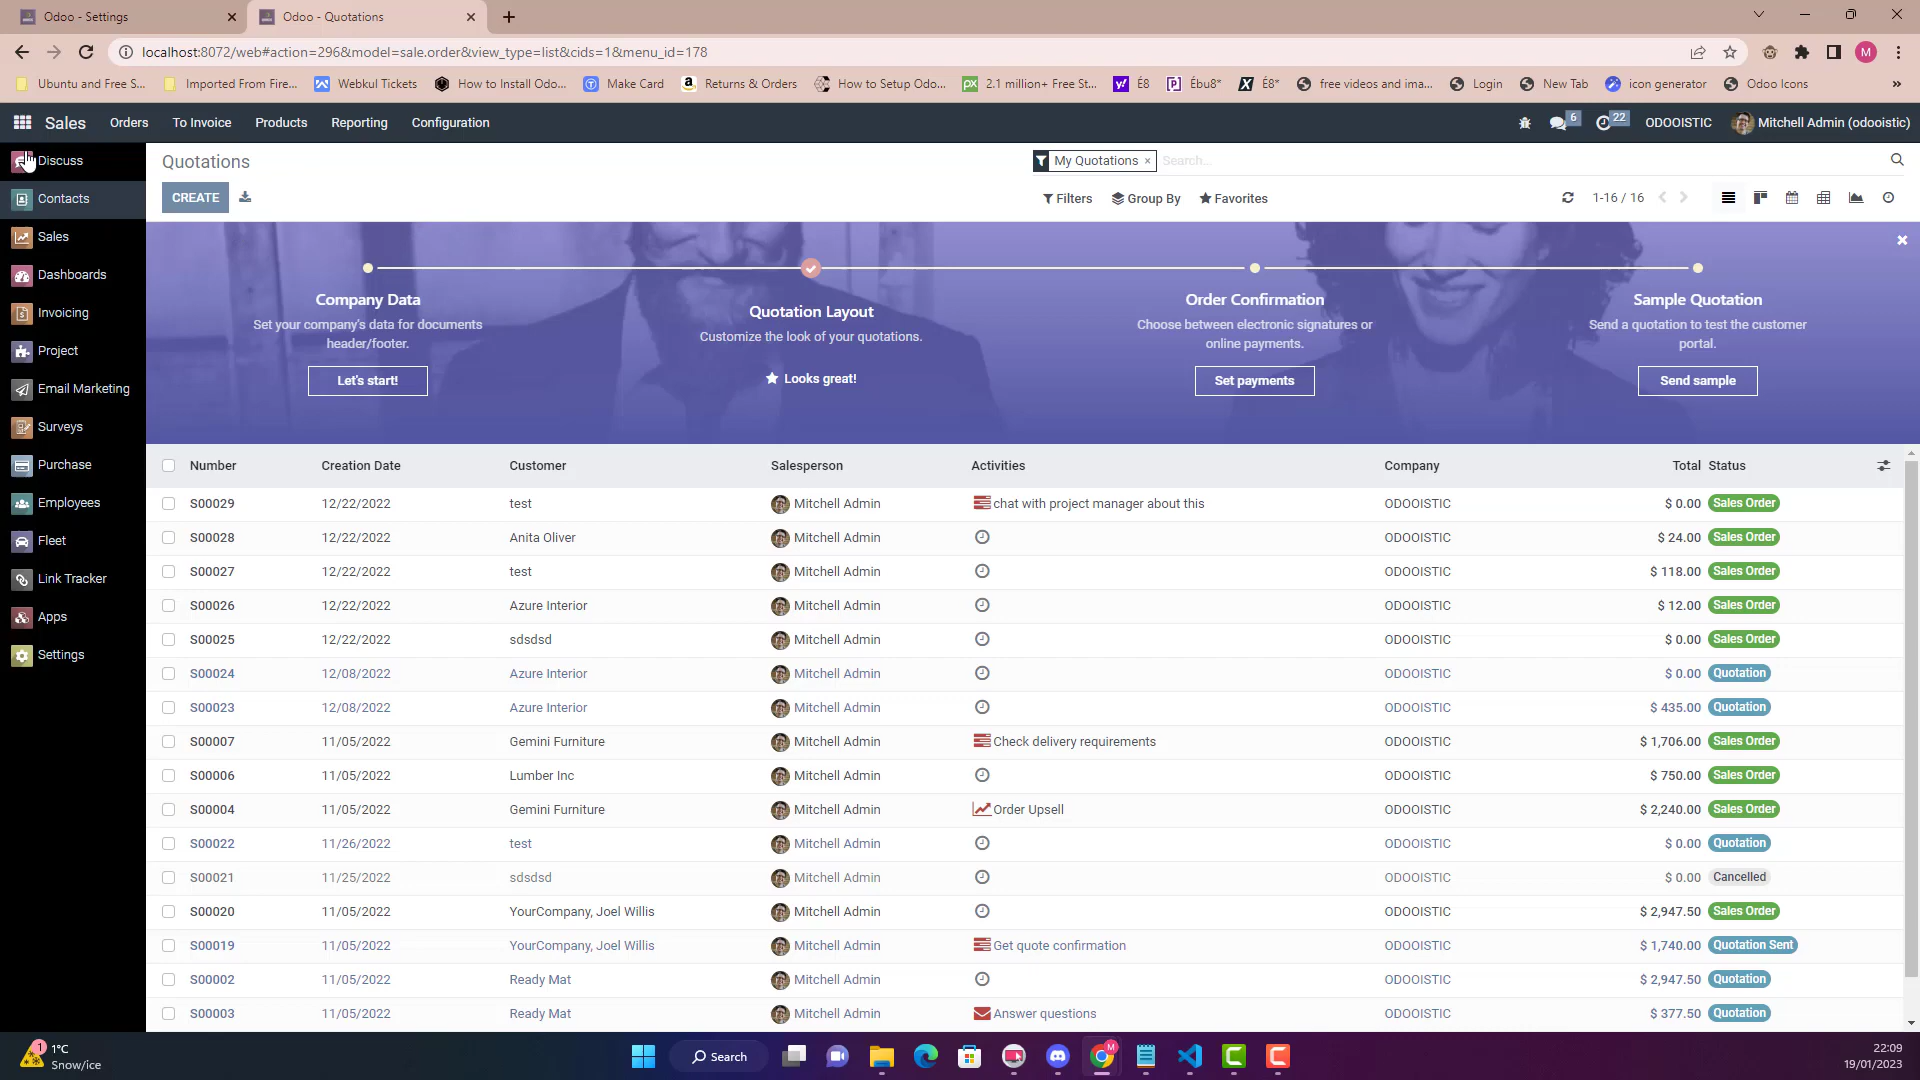 Odoo - Settings
Odoo - Quotations
localhost:8072/web#action=296&model=sale.order&view_type=list&cids=1&menu_id=178
M
Ubuntu and Free S...
Imported From Fire...
Webkul Tickets
How to Install Odo...
Make Card
Returns & Orders
How to Setup Odo...
2.1 million+ Free St...
É8
Êbu8*
É8*
free videos and ima...
Login
New Tab
icon generator
Odoo Icons
»
Sales
Orders
To Invoice
Products
Reporting
Configuration
6
22
ODOOISTIC
Mitchell Admin (odooistic)
Discuss
Contacts
Sales
Dashboards
Invoicing
Project
Email Marketing
Surveys
Purchase
Employees
Fleet
Link Tracker
Apps
Settings
Quotations
My Quotations ×
Search...
CREATE
Filters
Group By
Favorites
1-16 / 16
Company Data
Set your company's data for documents
header/footer.
Let's start!
Quotation Layout
Customize the look of your quotations.
Looks great!
Order Confirmation
Choose between electronic signatures or
online payments.
Set payments
Sample Quotation
Send a quotation to test the customer
portal.
Send sample
Number Creation Date Customer Salesperson Activities Company Total Status
S00029 12/22/2022 test Mitchell Admin chat with project manager about this ODOOISTIC $ 0.00 Sales Order
S00028 12/22/2022 Anita Oliver Mitchell Admin ODOOISTIC $ 24.00 Sales Order
S00027 12/22/2022 test Mitchell Admin ODOOISTIC $ 118.00 Sales Order
S00026 12/22/2022 Azure Interior Mitchell Admin ODOOISTIC $ 12.00 Sales Order
S00025 12/22/2022 sdsdsd Mitchell Admin ODOOISTIC $ 0.00 Sales Order
S00024 12/08/2022 Azure Interior Mitchell Admin ODOOISTIC $ 0.00 Quotation
S00023 12/08/2022 Azure Interior Mitchell Admin ODOOISTIC $ 435.00 Quotation
S00007 11/05/2022 Gemini Furniture Mitchell Admin Check delivery requirements ODOOISTIC $ 1,706.00 Sales Order
S00006 11/05/2022 Lumber Inc Mitchell Admin ODOOISTIC $ 750.00 Sales Order
S00004 11/05/2022 Gemini Furniture Mitchell Admin Order Upsell ODOOISTIC $ 2,240.00 Sales Order
S00022 11/26/2022 test Mitchell Admin ODOOISTIC $ 0.00 Quotation
S00021 11/25/2022 sdsdsd Mitchell Admin ODOOISTIC $ 0.00 Cancelled
S00020 11/05/2022 YourCompany, Joel Willis Mitchell Admin ODOOISTIC $ 2,947.50 Sales Order
S00019 11/05/2022 YourCompany, Joel Willis Mitchell Admin Get quote confirmation ODOOISTIC $ 1,740.00 Quotation Sent
S00002 11/05/2022 Ready Mat Mitchell Admin ODOOISTIC $ 2,947.50 Quotation
S00003 11/05/2022 Ready Mat Mitchell Admin Answer questions ODOOISTIC $ 377.50 Quotation
1
1°C
Snow/ice
Search
M
22:09
19/01/2023